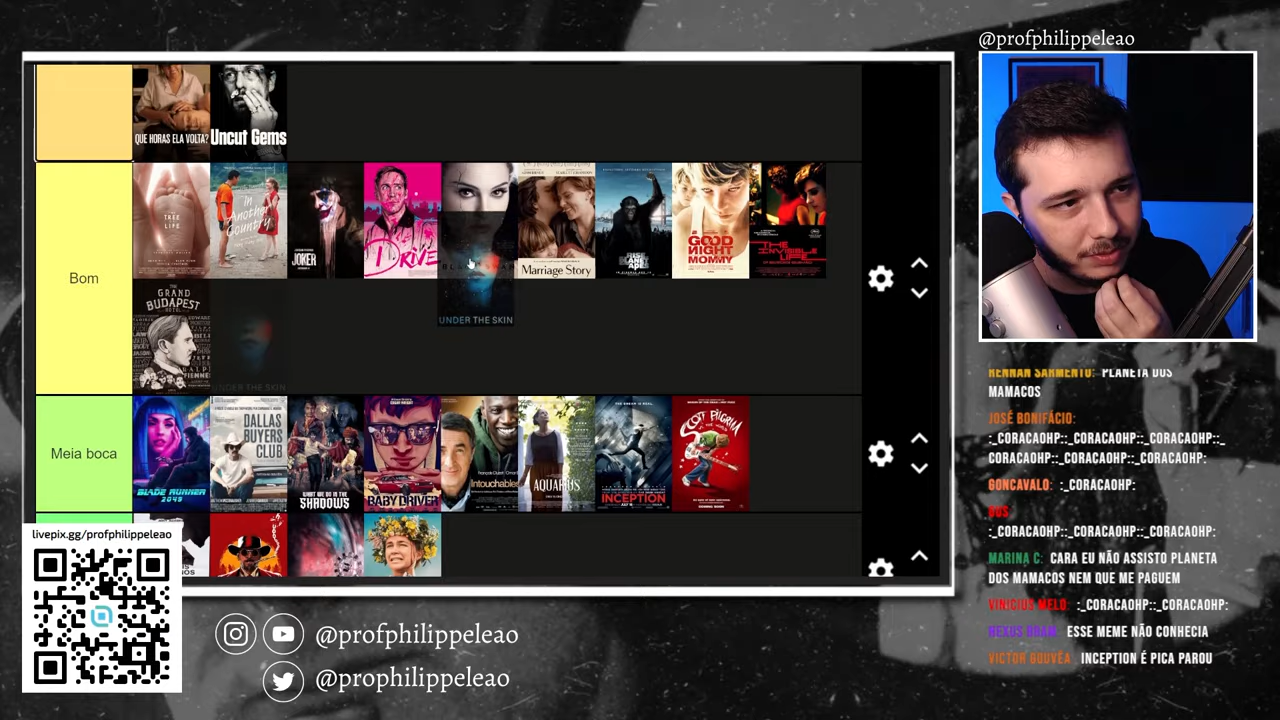 @profphilippeleao
QUE HORAS ELA VOLTA?
Uncut Gems
Bom
THE
TREE
LIFE
in
Another
Country
JOKER
DRIVE
Marriage Story
GOOD
NIGHT
MOMMY
THE
INVISIBLE
LIFE
THE
GRAND
BUDAPEST
HOTEL
UNDER THE SKIN
UNDER THE SKIN
Meia boca
BLADE RUNNER
2049
DALLAS
BUYERS
CLUB
WHAT WE DO IN THE
SHADOWS
BABY DRIVER
Intouchables
AQUARIUS
INCEPTION
SCOTT PILGRIM
livepix.gg/profphilippeleao
@profphilippeleao
@prophilippeleao
RENNAN SARMENTO: PLANETA DOS
MAMACOS
JOSÉ BONIFÁCIO:
:_CORACAOHP::_CORACAOHP::_CORACAOHP::_
CORACAOHP::_CORACAOHP::_CORACAOHP:
GONCAVALO: :_CORACAOHP:
:_CORACAOHP::_CORACAOHP::_CORACAOHP:
MARINA C: CARA EU NÃO ASSISTO PLANETA
DOS MAMACOS NEM QUE ME PAGUEM
VINICIUS MELO: :_CORACAOHP::_CORACAOHP:
ESSE MEME NÃO CONHECIA
VICTOR GOUVÊA: INCEPTION É PICA PAROU